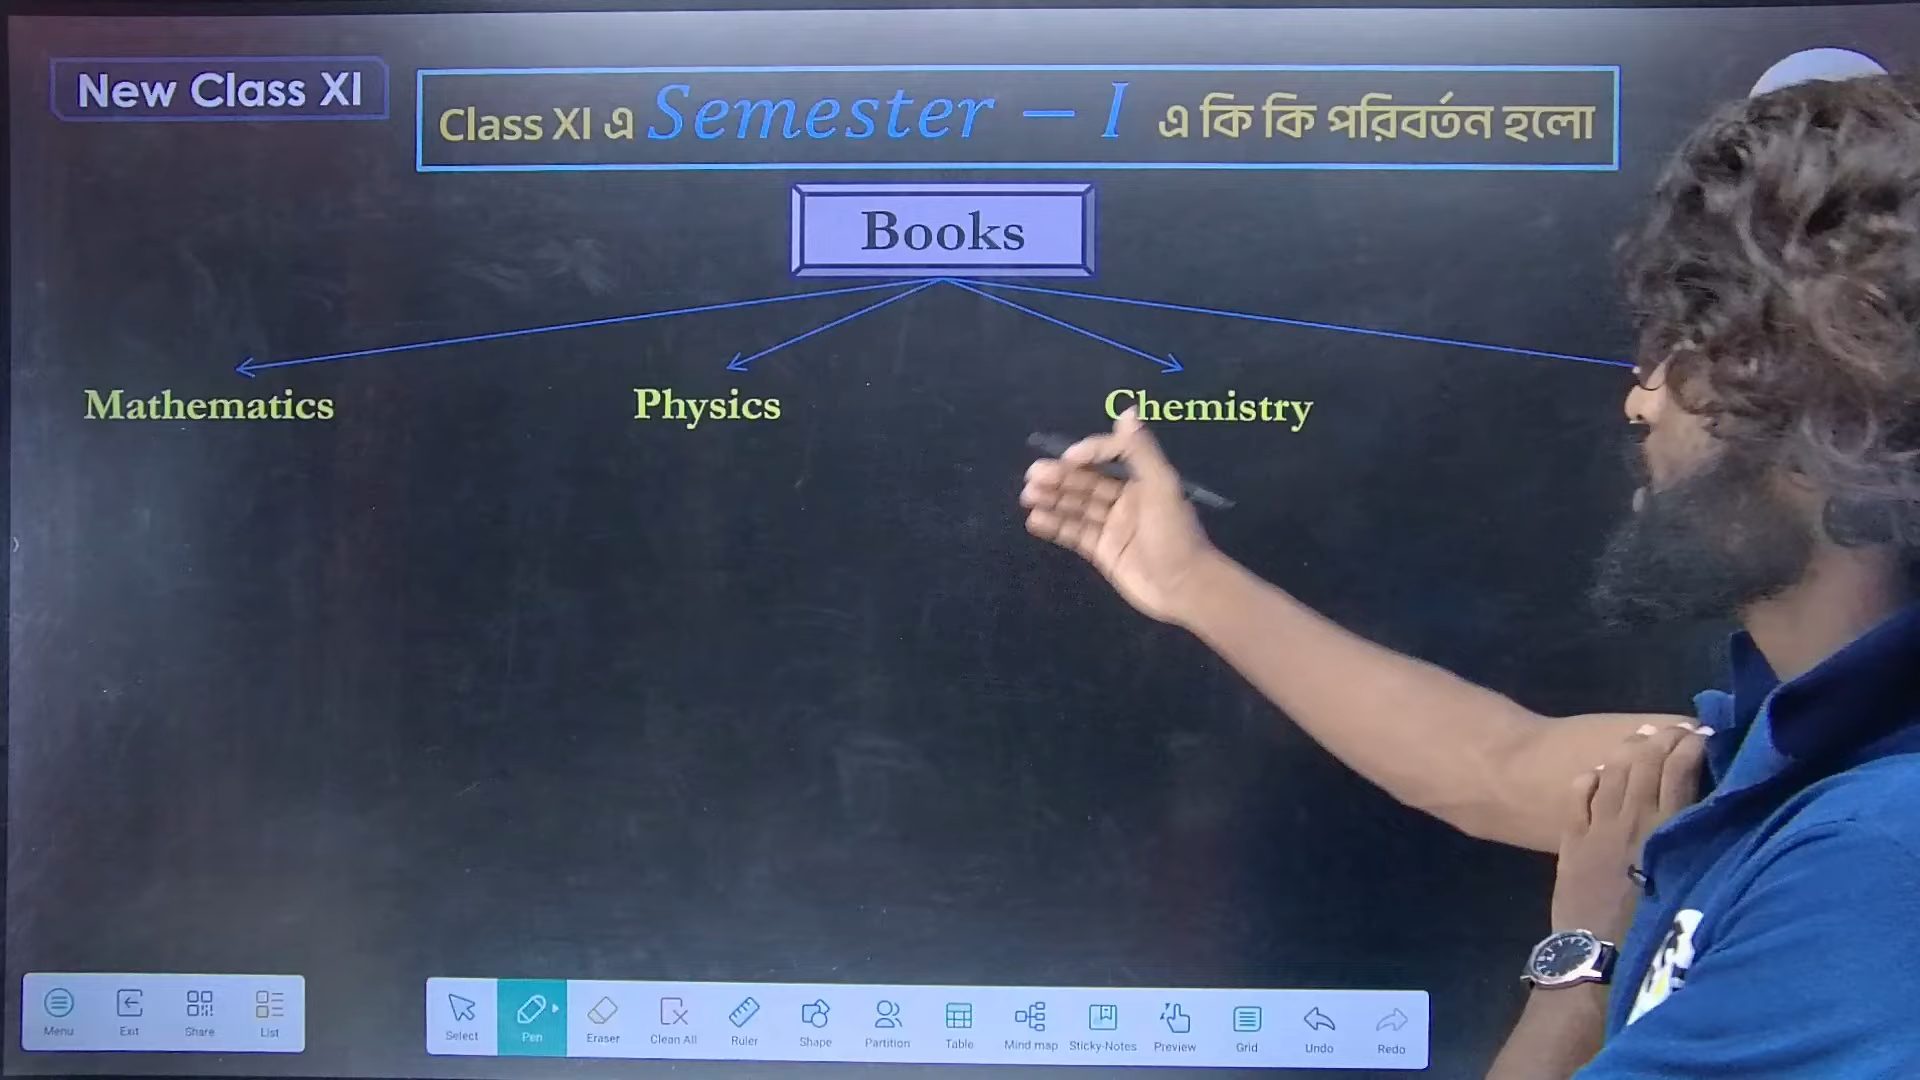 New Class XI
Class XI এ Semester – I এ কি কি পরিবর্তন হলো
Books
Mathematics
Physics
Chemistry
Menu
Exit
Share
List
Select
Pen
Eraser
Clean All
Ruler
Shape
Partition
Table
Mind map
Sticky-Notes
Preview
Grid
Undo
Redo